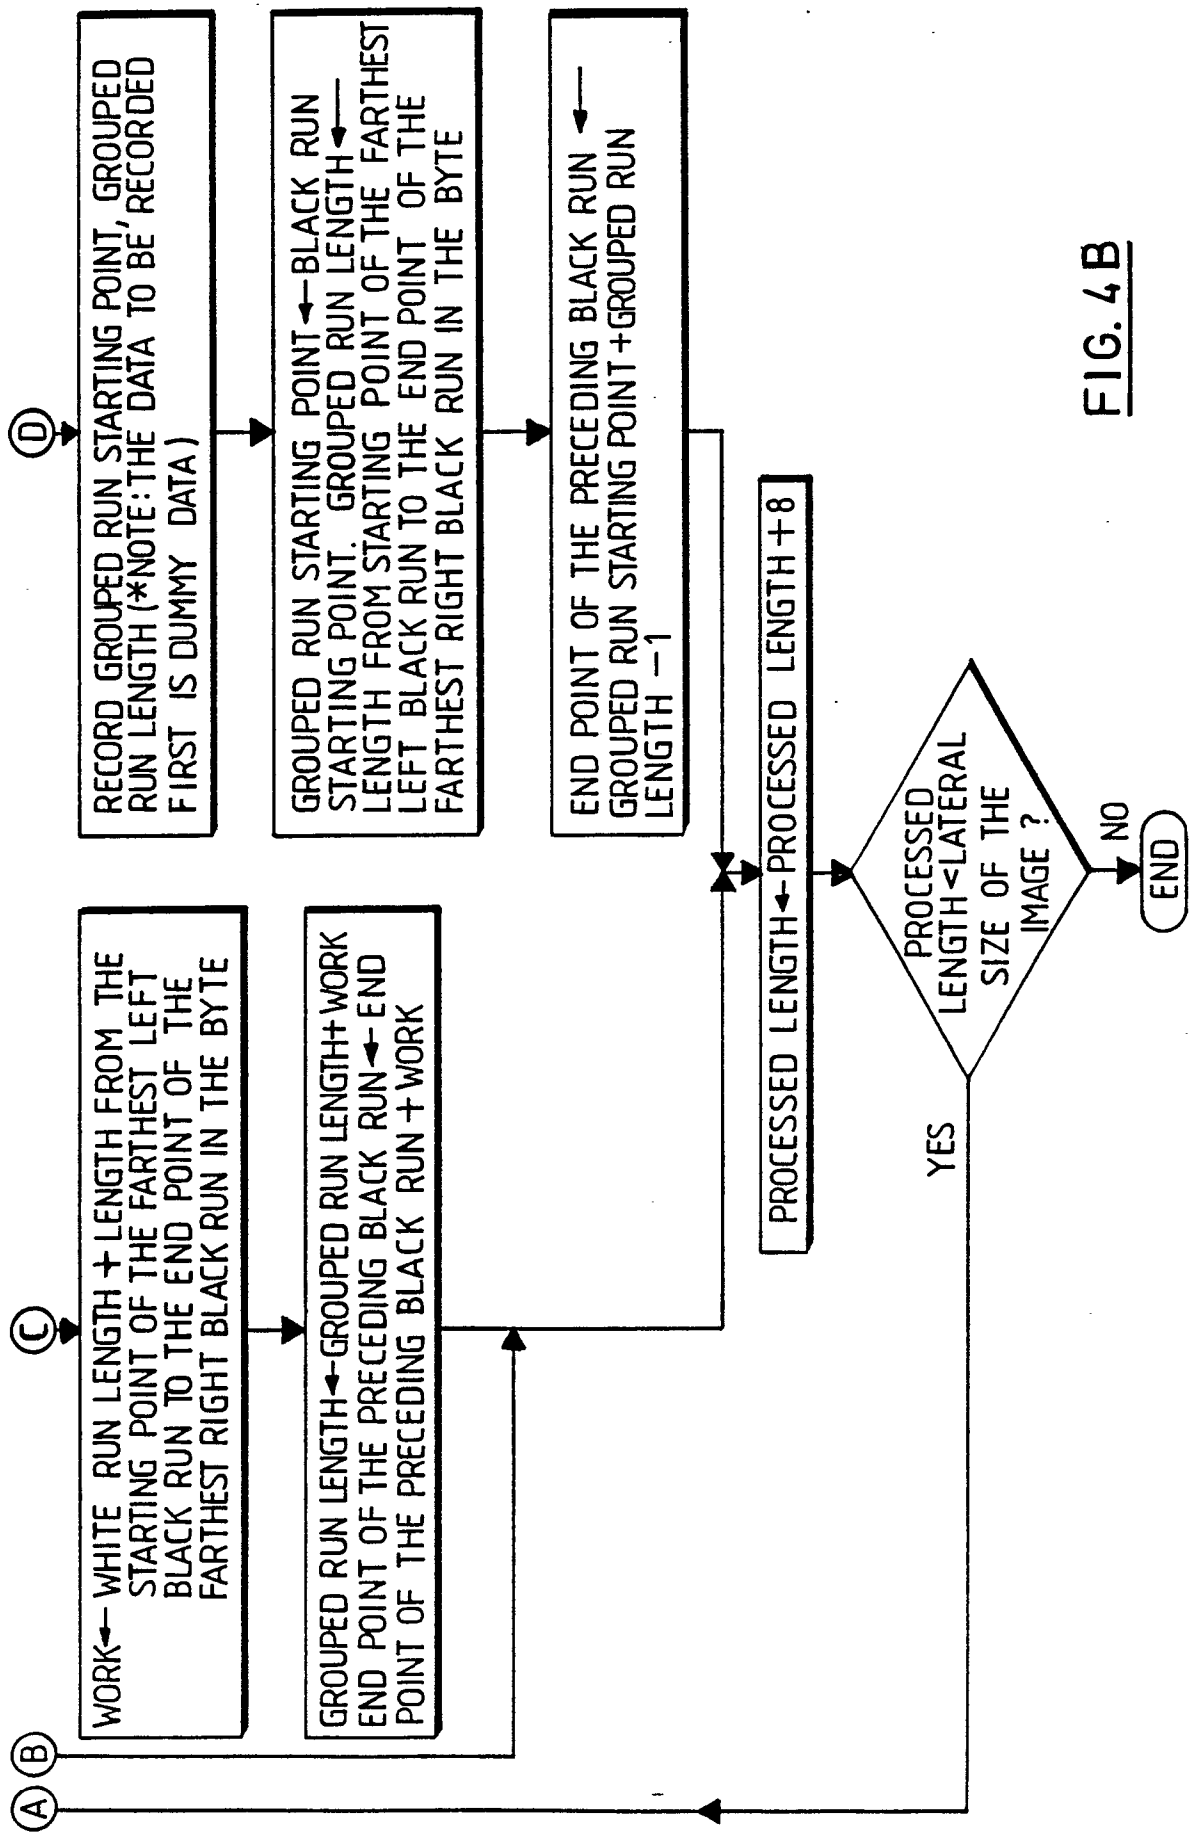 A
B
C
WORK ← WHITE RUN LENGTH + LENGTH FROM THE
STARTING POINT OF THE FARTHEST LEFT
BLACK RUN TO THE END POINT OF THE
FARTHEST RIGHT BLACK RUN IN THE BYTE
GROUPED RUN LENGTH ← GROUPED RUN LENGTH + WORK
END POINT OF THE PRECEDING BLACK RUN ← END
POINT OF THE PRECEDING BLACK RUN + WORK
D
RECORD GROUPED RUN STARTING POINT, GROUPED
RUN LENGTH (*NOTE: THE DATA TO BE RECORDED
FIRST IS DUMMY DATA)
GROUPED RUN STARTING POINT ← BLACK RUN
STARTING POINT. GROUPED RUN LENGTH ←
LENGTH FROM STARTING POINT OF THE FARTHEST
LEFT BLACK RUN TO THE END POINT OF THE
FARTHEST RIGHT BLACK RUN IN THE BYTE
END POINT OF THE PRECEDING BLACK RUN ←
GROUPED RUN STARTING POINT + GROUPED RUN
LENGTH – 1
PROCESSED LENGTH ← PROCESSED LENGTH + 8
PROCESSED
LENGTH < LATERAL
SIZE OF THE
IMAGE ?
YES
NO
END
FIG. 4B